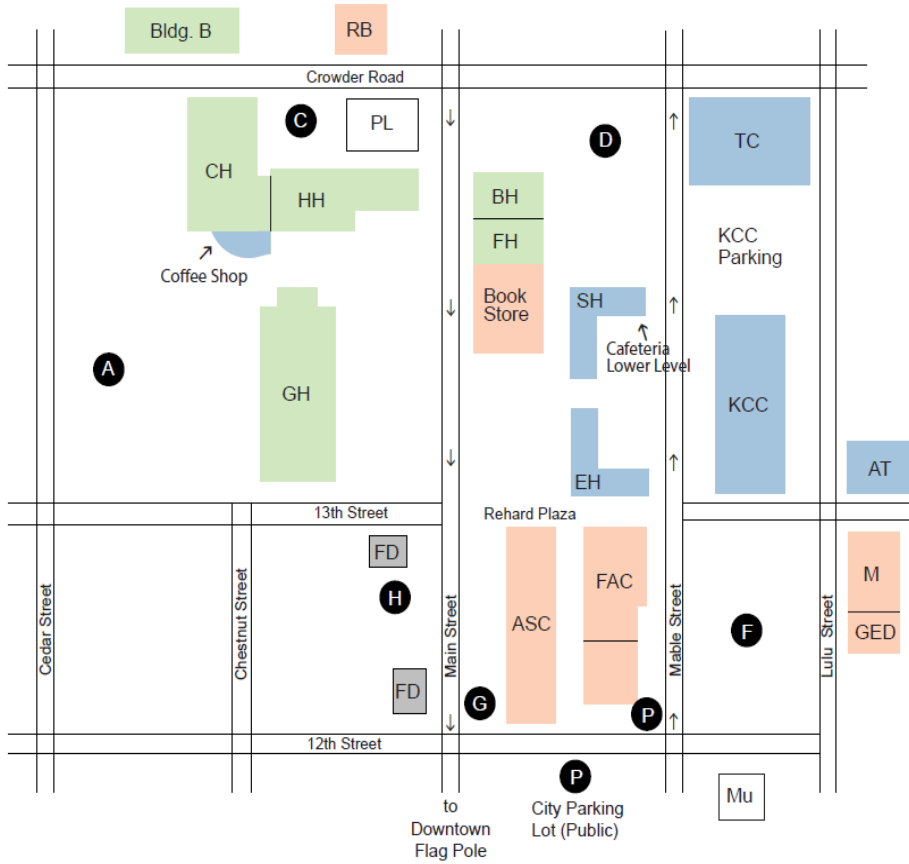 Bldg. B
RB
Crowder Road
C
PL
D
TC
CH
HH
BH
FH
KCC
Parking
Coffee Shop
Book
Store
SH
Cafeteria
Lower Level
A
GH
KCC
EH
AT
13th Street
Rehard Plaza
FD
H
FAC
M
ASC
F
GED
Cedar Street
Chestnut Street
Main Street
Mable Street
Lulu Street
FD
G
P
12th Street
P
Mu
to
Downtown
Flag Pole
City Parking
Lot (Public)